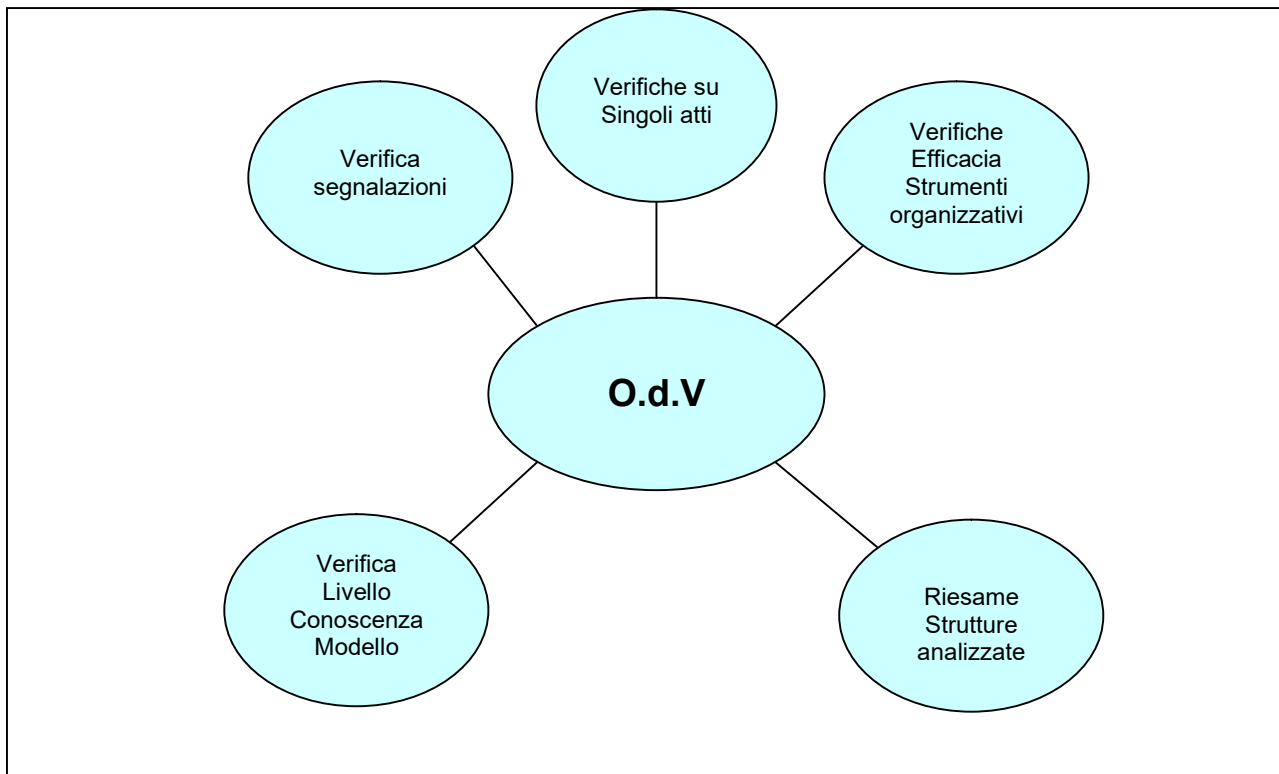 Verifiche su
Singoli atti
Verifica
segnalazioni
Verifiche
Efficacia
Strumenti
organizzativi
O.d.V
Verifica
Livello
Conoscenza
Modello
Riesame
Strutture
analizzate